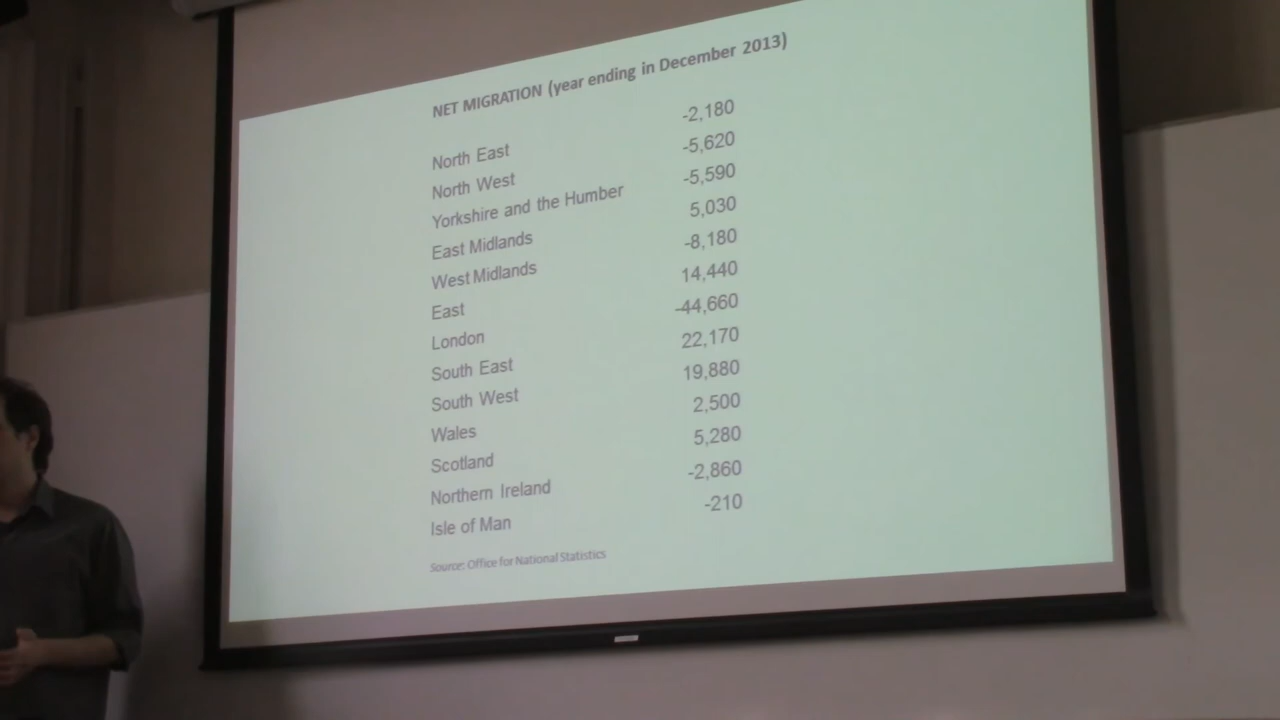 NET MIGRATION (year ending in December 2013)
North East -2,180
North West -5,620
Yorkshire and the Humber -5,590
East Midlands 5,030
West Midlands -8,180
East 14,440
London -44,660
South East 22,170
South West 19,880
Wales 2,500
Scotland 5,280
Northern Ireland -2,860
Isle of Man -210
Source: Office for National Statistics